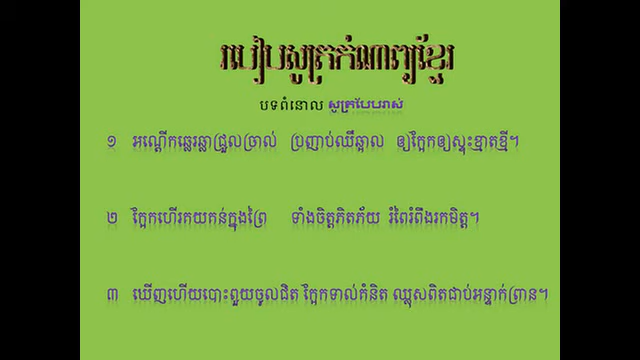 របៀបសូត្រកំណាព្យខ្មែរ
បទពំនោល សូត្របែបរាស់
១ អណ្ដើកឆ្លេរឆ្លាជ្រួលច្រាល់ ប្រញាប់ឈឺឆ្អាល ឲ្យក្អែកឲ្យស្ទុះខ្នាតខ្មី។
២ ក្អែកហើរគយគន់ក្នុងព្រៃ ទាំងចិត្តភិតភ័យ រំពៃរំពឹងរកមិត្ត។
៣ ឃើញហើយបោះពួយចូលជិត ក្អែកទាល់គំនិត ឈ្លុសពិតជាប់អន្ទាក់ព្រាន។